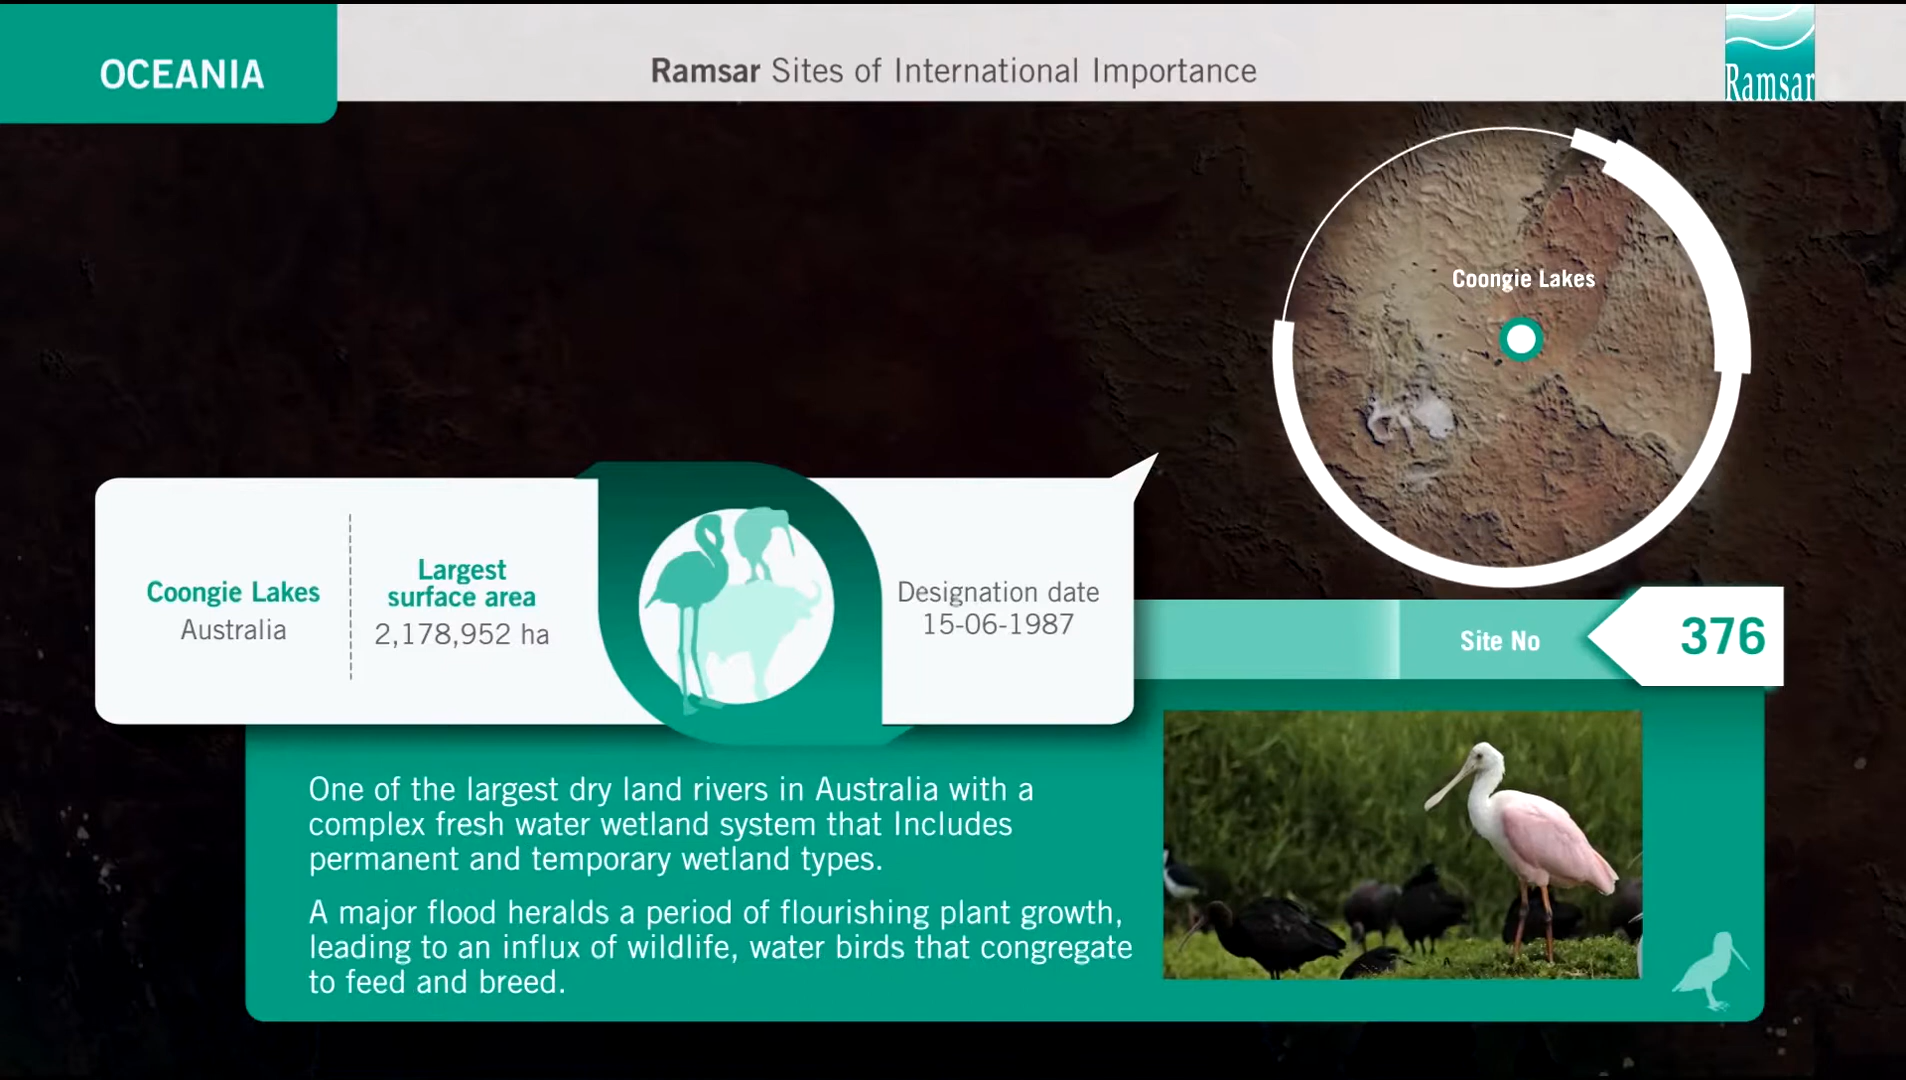 OCEANIA
Ramsar Sites of International Importance
Ramsar
Coongie Lakes
Coongie Lakes
Australia
Largest
surface area
2,178,952 ha
Designation date
15-06-1987
Site No
376
One of the largest dry land rivers in Australia with a
complex fresh water wetland system that Includes
permanent and temporary wetland types.
A major flood heralds a period of flourishing plant growth,
leading to an influx of wildlife, water birds that congregate
to feed and breed.